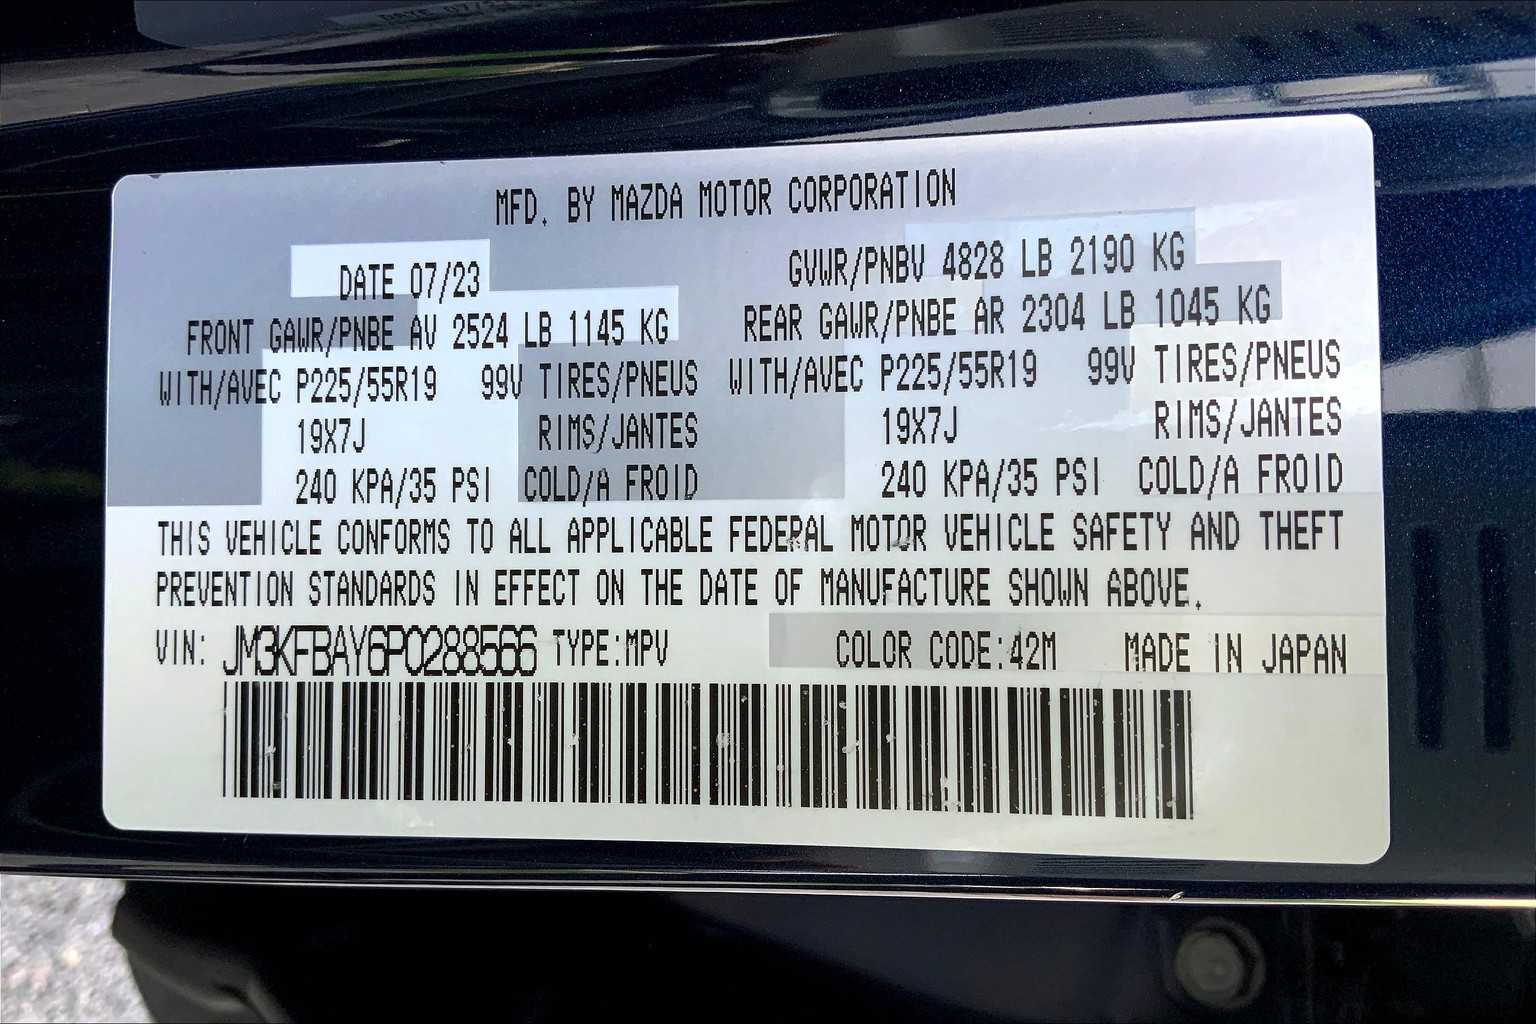 MFD. BY MAZDA MOTOR CORPORATION
DATE 07/23 GVWR/PNBV 4828 LB 2190 KG
FRONT GAWR/PNBE AV 2524 LB 1145 KG REAR GAWR/PNBE AR 2304 LB 1045 KG
WITH/AVEC P225/55R19 99V TIRES/PNEUS WITH/AVEC P225/55R19 99V TIRES/PNEUS
19X7J RIMS/JANTES 19X7J RIMS/JANTES
240 KPA/35 PSI COLD/A FROID 240 KPA/35 PSI COLD/A FROID
THIS VEHICLE CONFORMS TO ALL APPLICABLE FEDERAL MOTOR VEHICLE SAFETY AND THEFT
PREVENTION STANDARDS IN EFFECT ON THE DATE OF MANUFACTURE SHOWN ABOVE.
VIN: JM3KFBAY6P0288566 TYPE:MPV COLOR CODE:42M MADE IN JAPAN